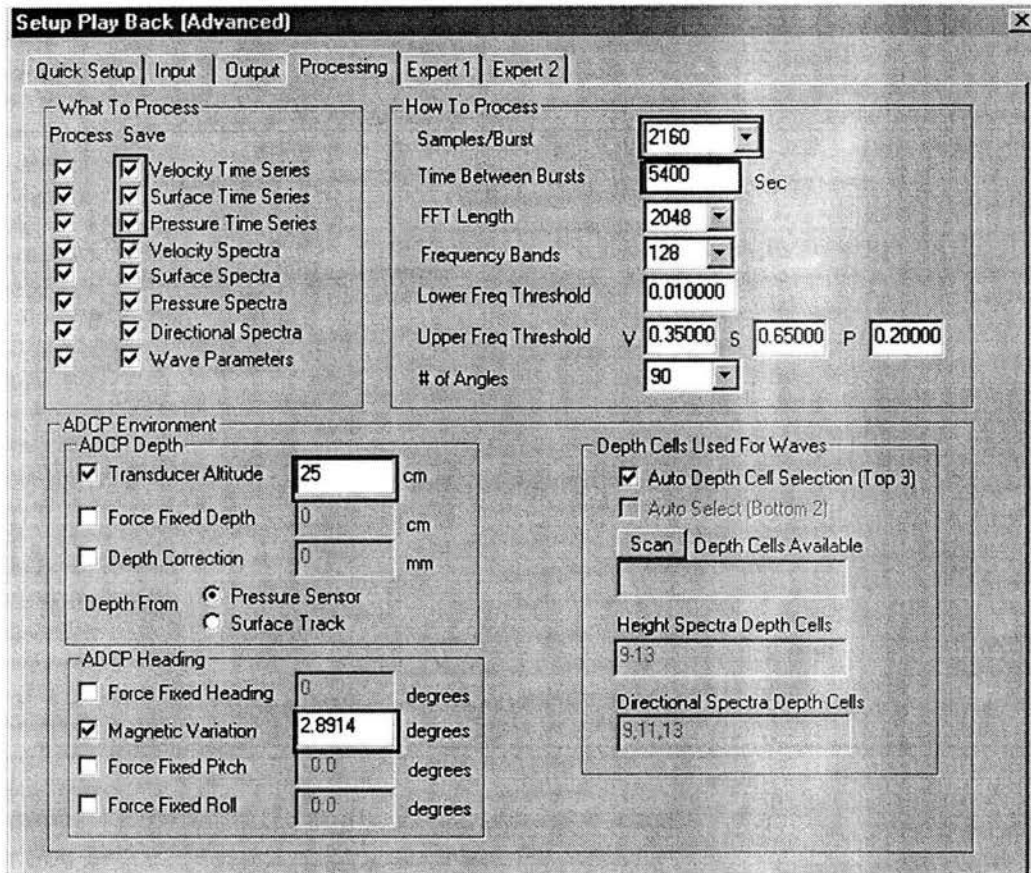 Setup Play Back (Advanced)
Quick Setup Input Output Processing Expert 1 Expert 2
What To Process
Process Save
Velocity Time Series
Surface Time Series
Pressure Time Series
Velocity Spectra
Surface Spectra
Pressure Spectra
Directional Spectra
Wave Parameters
How To Process
Samples/Burst 2160
Time Between Bursts 5400 Sec
FFT Length 2048
Frequency Bands 128
Lower Freq Threshold 0.010000
Upper Freq Threshold V 0.35000 S 0.65000 P 0.20000
# of Angles 90
ADCP Environment
ADCP Depth
Transducer Altitude 25 cm
Force Fixed Depth 0 cm
Depth Correction 0 mm
Depth From Pressure Sensor
Surface Track
ADCP Heading
Force Fixed Heading 0 degrees
Magnetic Variation 2.8914 degrees
Force Fixed Pitch 0.0 degrees
Force Fixed Roll 0.0 degrees
Depth Cells Used For Waves
Auto Depth Cell Selection (Top 3)
Auto Select (Bottom 2)
Scan Depth Cells Available
Height Spectra Depth Cells
9-13
Directional Spectra Depth Cells
9,11,13